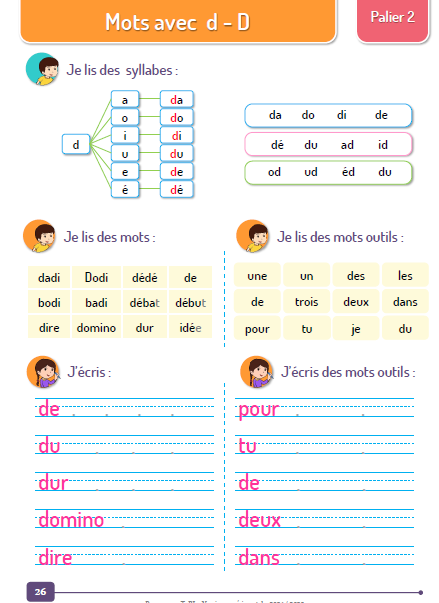 Mots avec d - D
Palier 2
Je lis des syllabes :
d
a da
o do
i di
u du
e de
é dé
da do di de
dé du ad id
od ud éd du
Je lis des mots :
dadi Dodi dédé de
bodi badi débat début
dire domino dur idée
Je lis des mots outils :
une un des les
de trois deux dans
pour tu je du
J'écris :
de
du
dur
domino
dire
J'écris des mots outils :
pour
tu
de
deux
dans
26